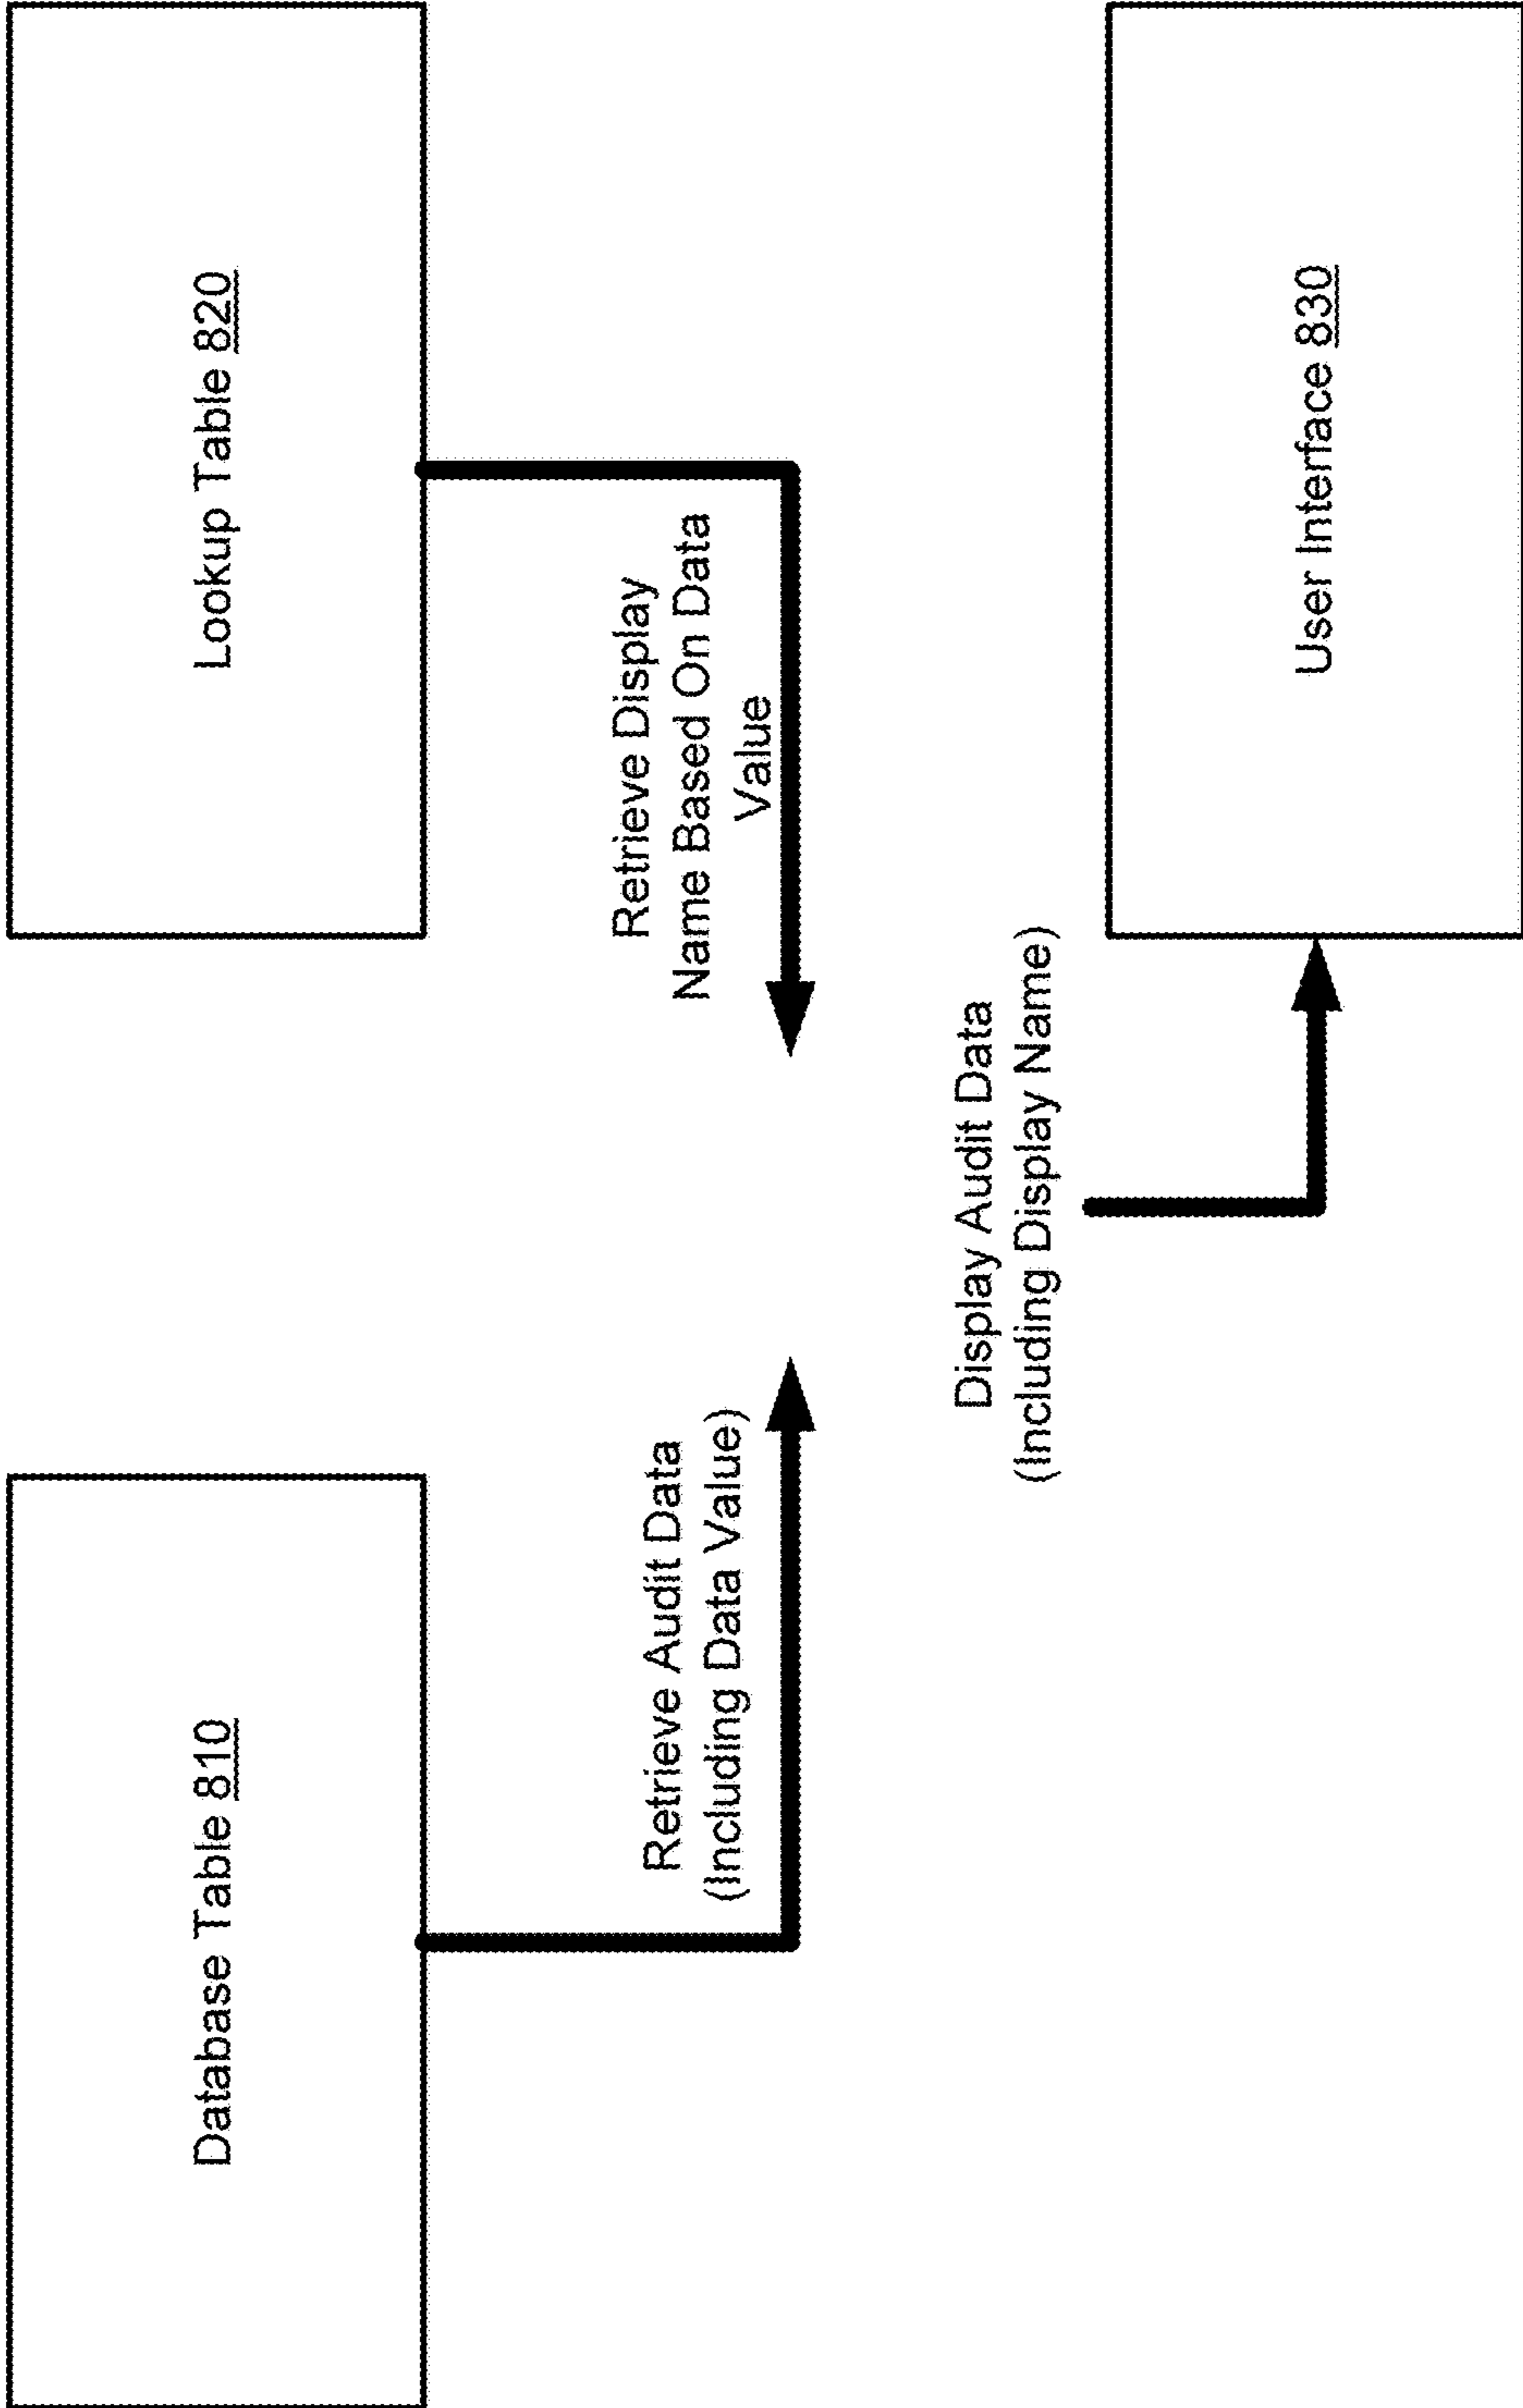 Database Table 810
Lookup Table 820
Retrieve Audit Data
(Including Data Value)
Retrieve Display
Name Based On Data
Value
Display Audit Data
(Including Display Name)
User Interface 830